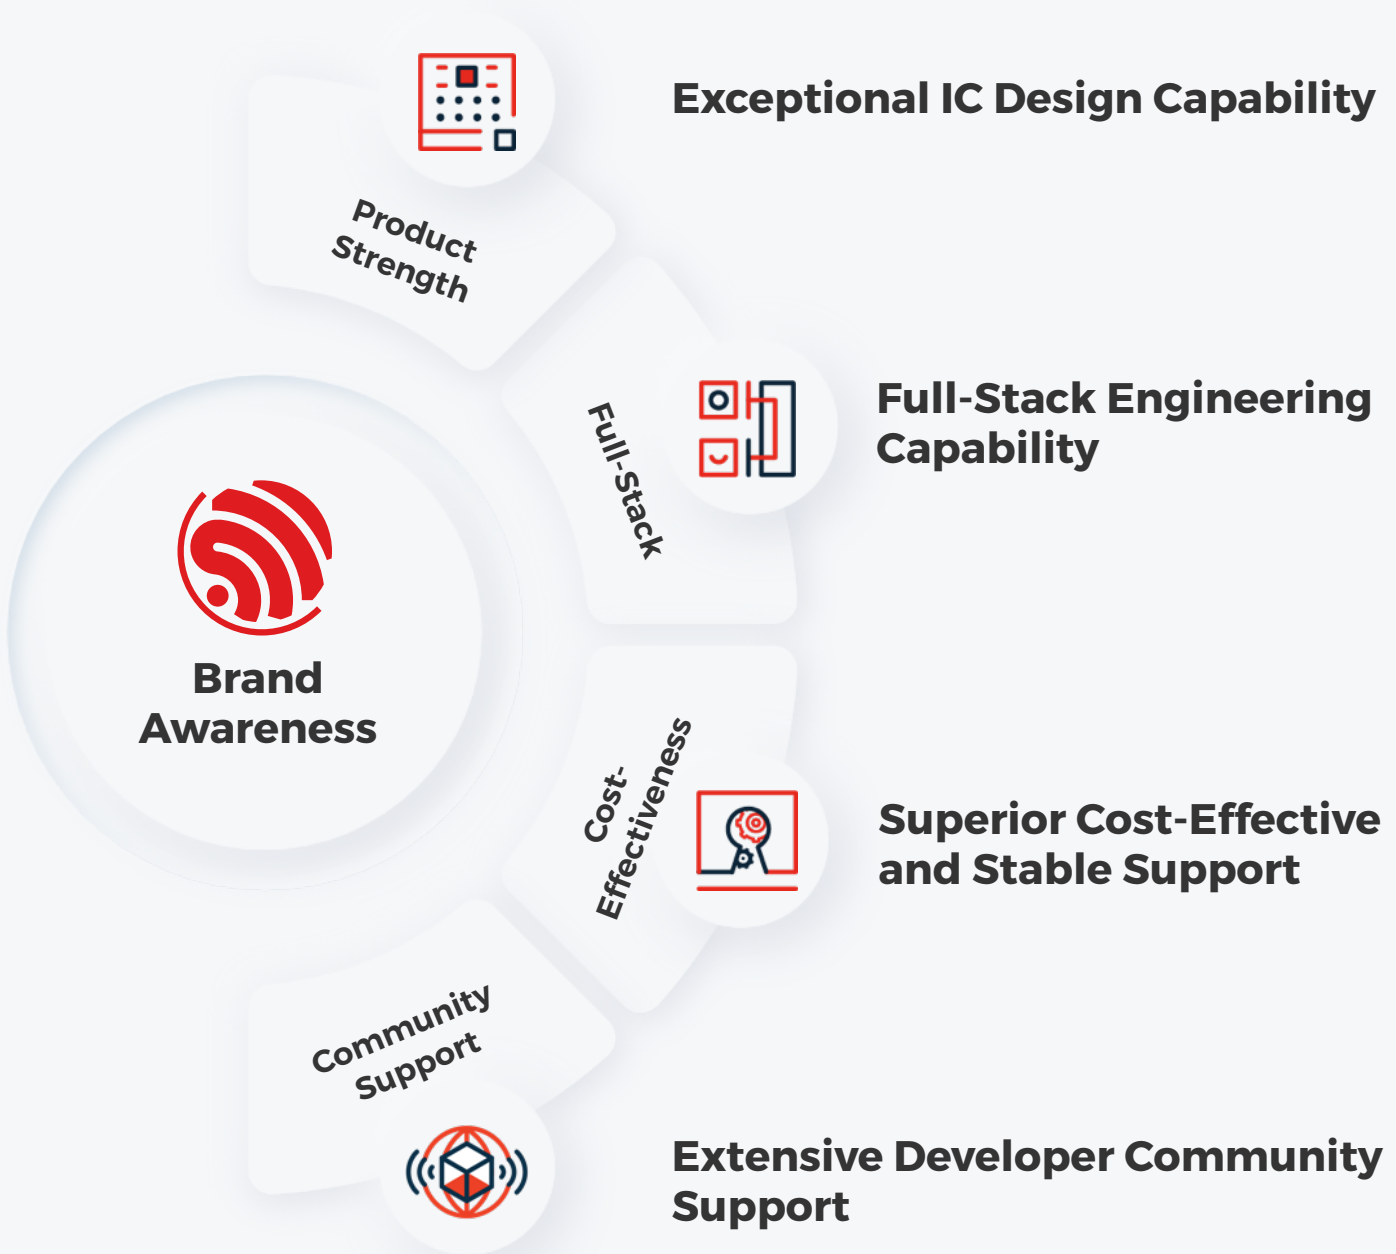 Exceptional IC Design Capability
Product
Strength
Full-Stack
Full-Stack Engineering
Capability
Brand
Awareness
Cost-
Effectiveness
Superior Cost-Effective
and Stable Support
Community
Support
Extensive Developer Community
Support